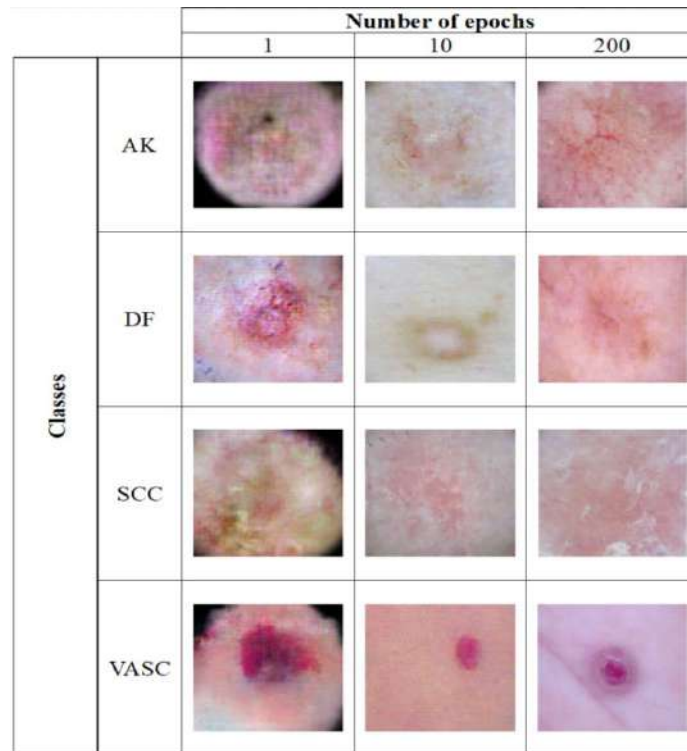 Number of epochs
1 10 200
Classes
AK
DF
SCC
VASC